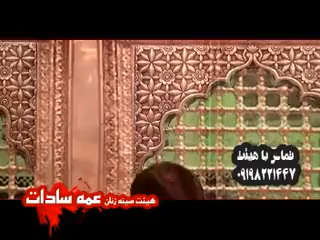 تماس با هیئت
۰۹۱۹۸۲۲۱۴۴۷
هیئت سینه زنان عمه سادات